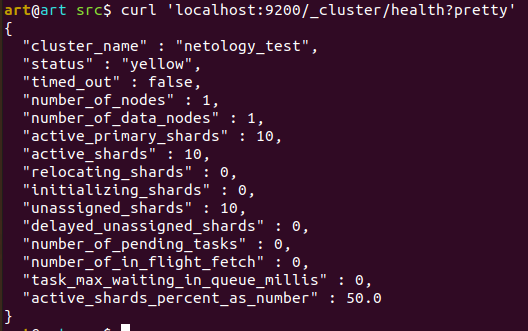 art@art src$ curl 'localhost:9200/_cluster/health?pretty'
{
  "cluster_name" : "netology_test",
  "status" : "yellow",
  "timed_out" : false,
  "number_of_nodes" : 1,
  "number_of_data_nodes" : 1,
  "active_primary_shards" : 10,
  "active_shards" : 10,
  "relocating_shards" : 0,
  "initializing_shards" : 0,
  "unassigned_shards" : 10,
  "delayed_unassigned_shards" : 0,
  "number_of_pending_tasks" : 0,
  "number_of_in_flight_fetch" : 0,
  "task_max_waiting_in_queue_millis" : 0,
  "active_shards_percent_as_number" : 50.0
}